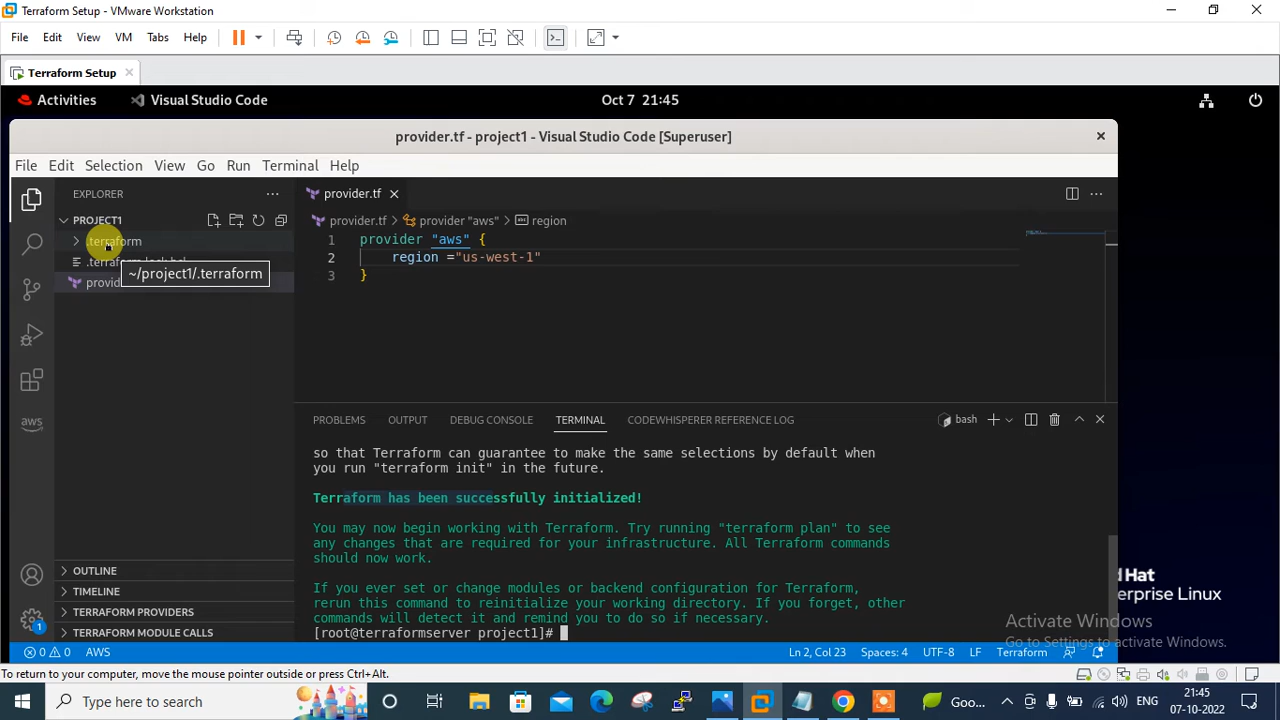 Terraform Setup - VMware Workstation
File Edit View VM Tabs Help
Terraform Setup
Activities Visual Studio Code Oct 7 21:45
provider.tf - project1 - Visual Studio Code [Superuser]
File Edit Selection View Go Run Terminal Help
EXPLORER
provider.tf
PROJECT1
provider.tf > provider "aws" > region
.terraform
~/project1/.terraform
1 provider "aws" {
2 region ="us-west-1"
3 }
aws
PROBLEMS OUTPUT DEBUG CONSOLE TERMINAL CODEWHISPERER REFERENCE LOG
bash
so that Terraform can guarantee to make the same selections by default when
you run "terraform init" in the future.
Terraform has been successfully initialized!
You may now begin working with Terraform. Try running "terraform plan" to see
any changes that are required for your infrastructure. All Terraform commands
should now work.
If you ever set or change modules or backend configuration for Terraform,
rerun this command to reinitialize your working directory. If you forget, other
commands will detect it and remind you to do so if necessary.
[root@terraformserver project1]#
OUTLINE
TIMELINE
TERRAFORM PROVIDERS
TERRAFORM MODULE CALLS
1
Hat
erprise Linux
Activate Windows
Go to Settings to activate Windows.
0 0 AWS Ln 2, Col 23 Spaces: 4 UTF-8 LF Terraform
To return to your computer, move the mouse pointer outside or press Ctrl+Alt.
Type here to search
Goo...
ENG
21:45
07-10-2022